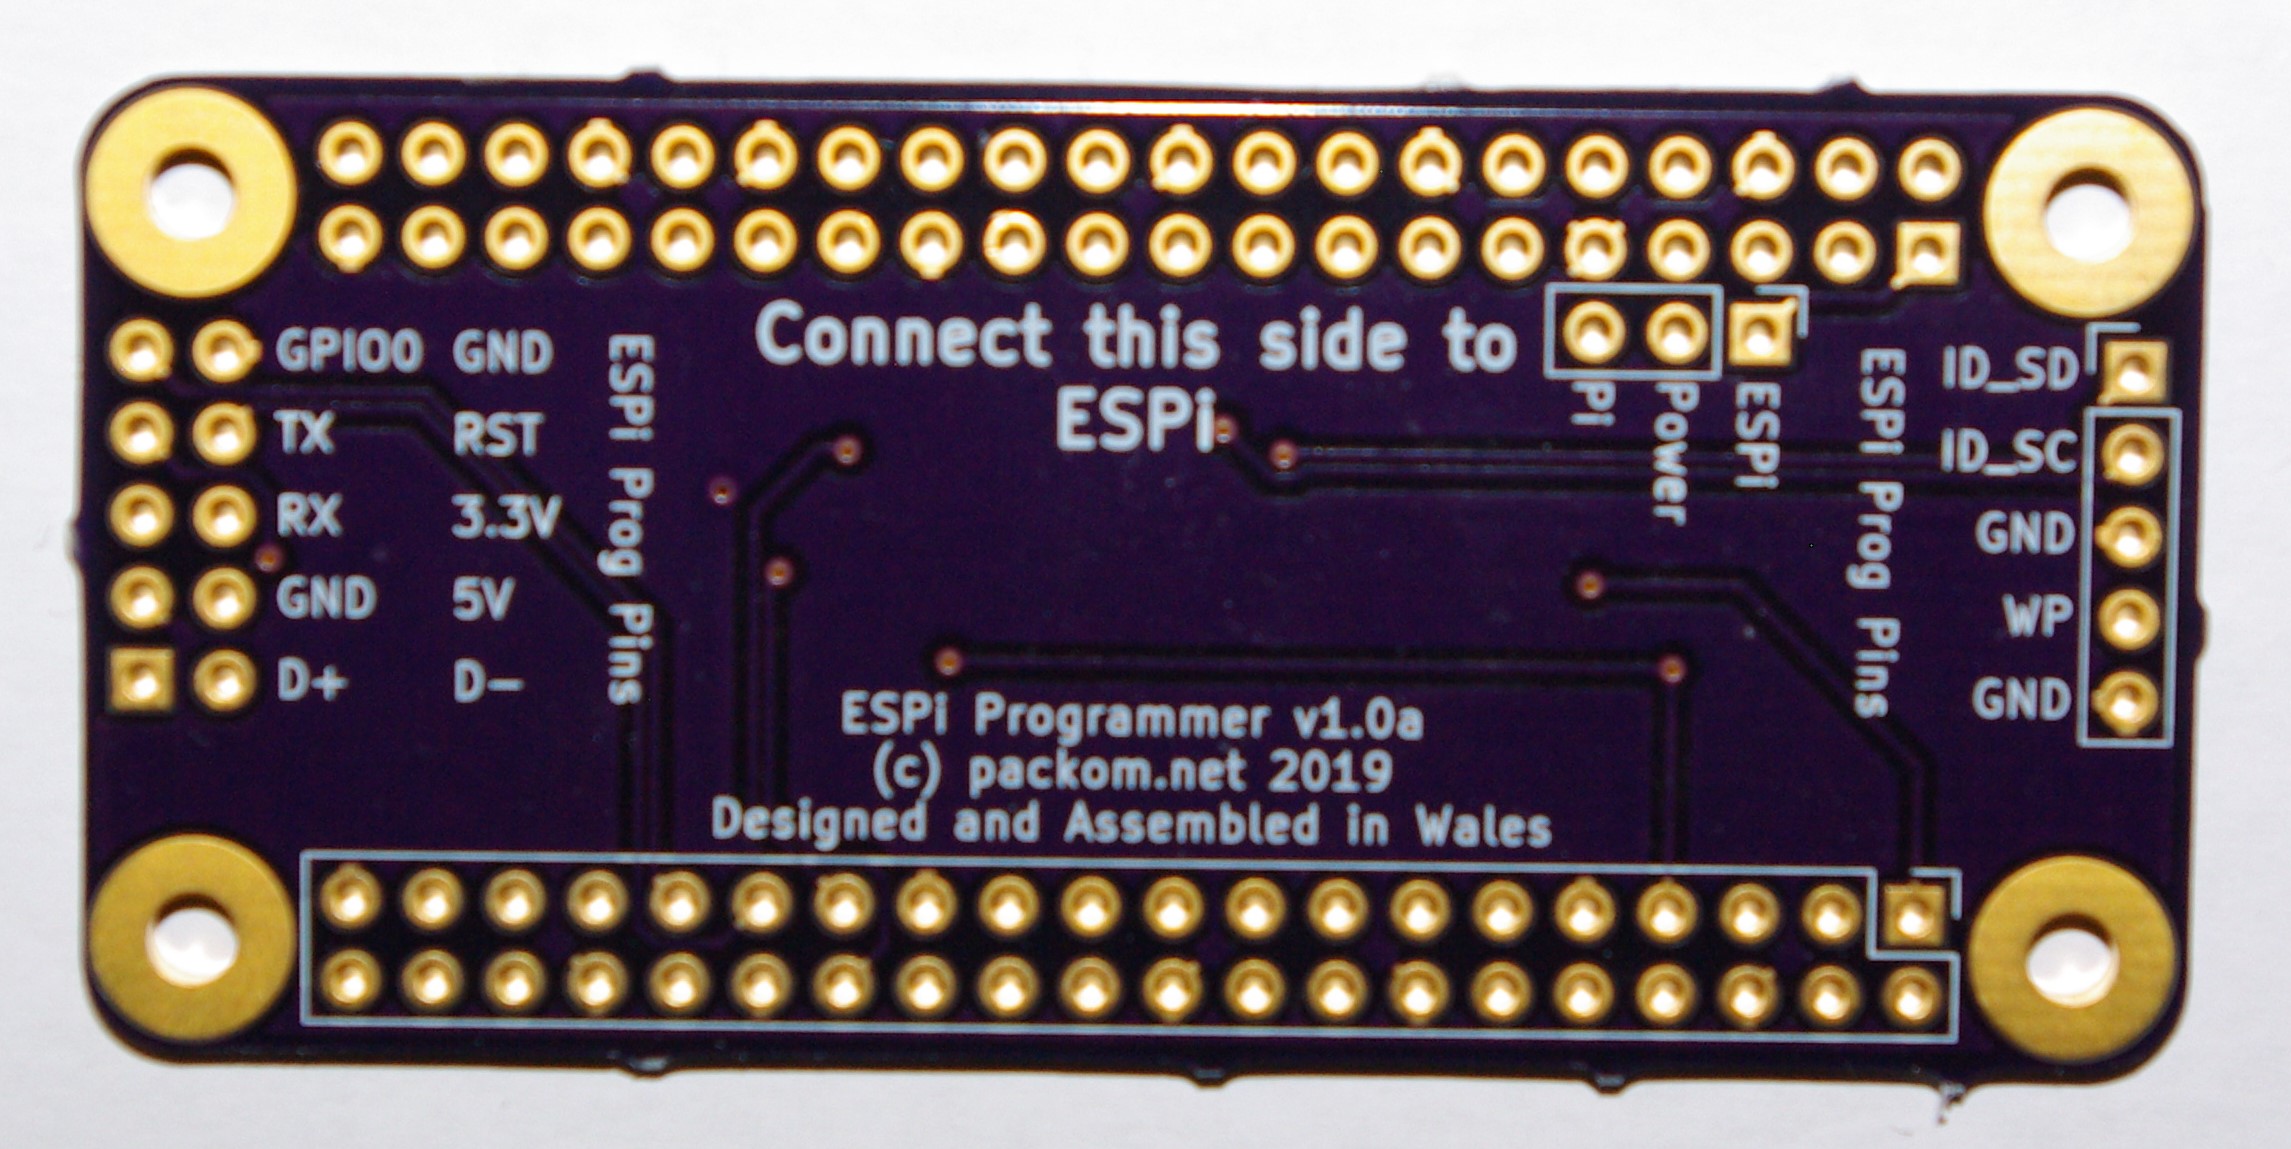 Connect this side to
ESPi
GPIO0 GND
TX RST
RX 3.3V
GND 5V
D+ D-
ESPi Prog Pins
Pi
Power
ESPi
ESPi Prog Pins
ID_SD
ID_SC
GND
WP
GND
ESPi Programmer v1.0a
(c) packom.net 2019
Designed and Assembled in Wales